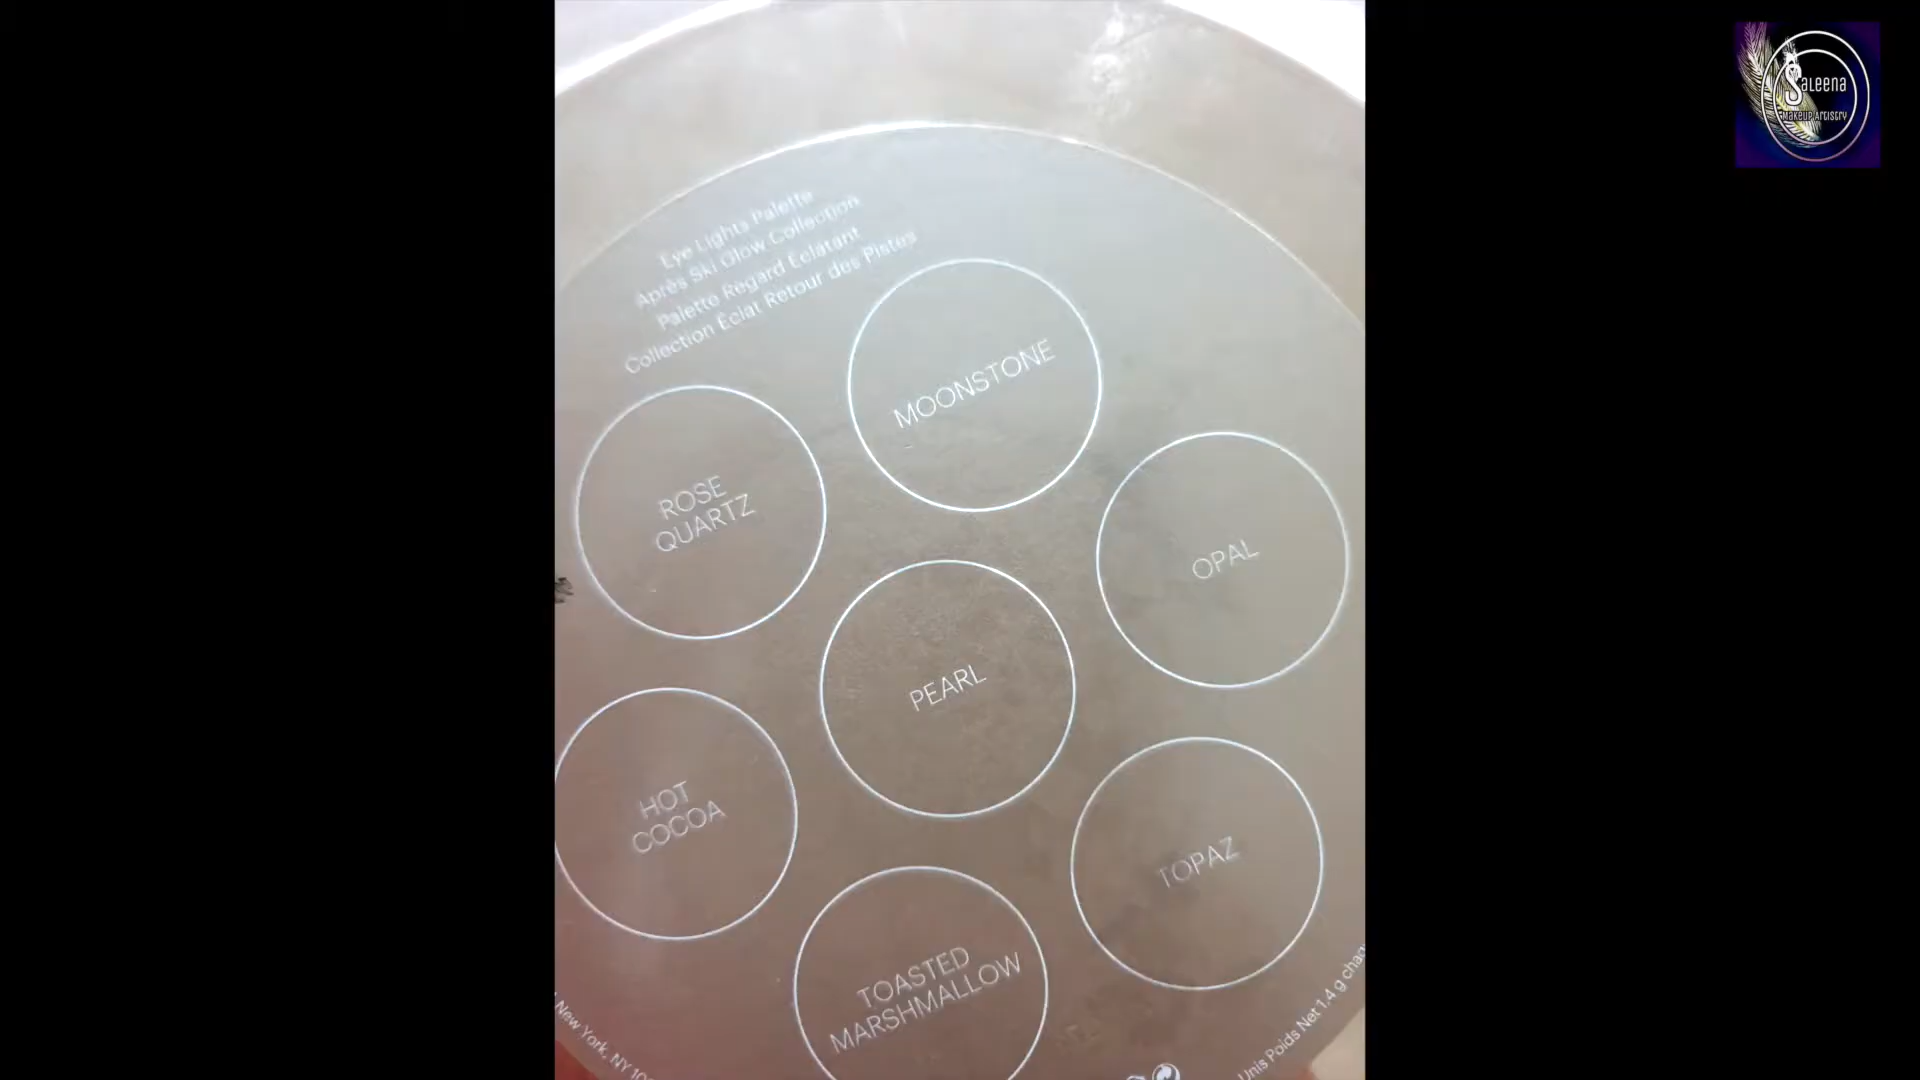 Eye Lights Palette
Après Ski Glow Collection
Palette Regard Éclatant
Collection Éclat Retour des Pistes
MOONSTONE
ROSE
QUARTZ
OPAL
PEARL
HOT
COCOA
TOPAZ
TOASTED
MARSHMALLOW
New York, NY
Unis Poids Net 1.4 g
Saleena
Makeup Artistry